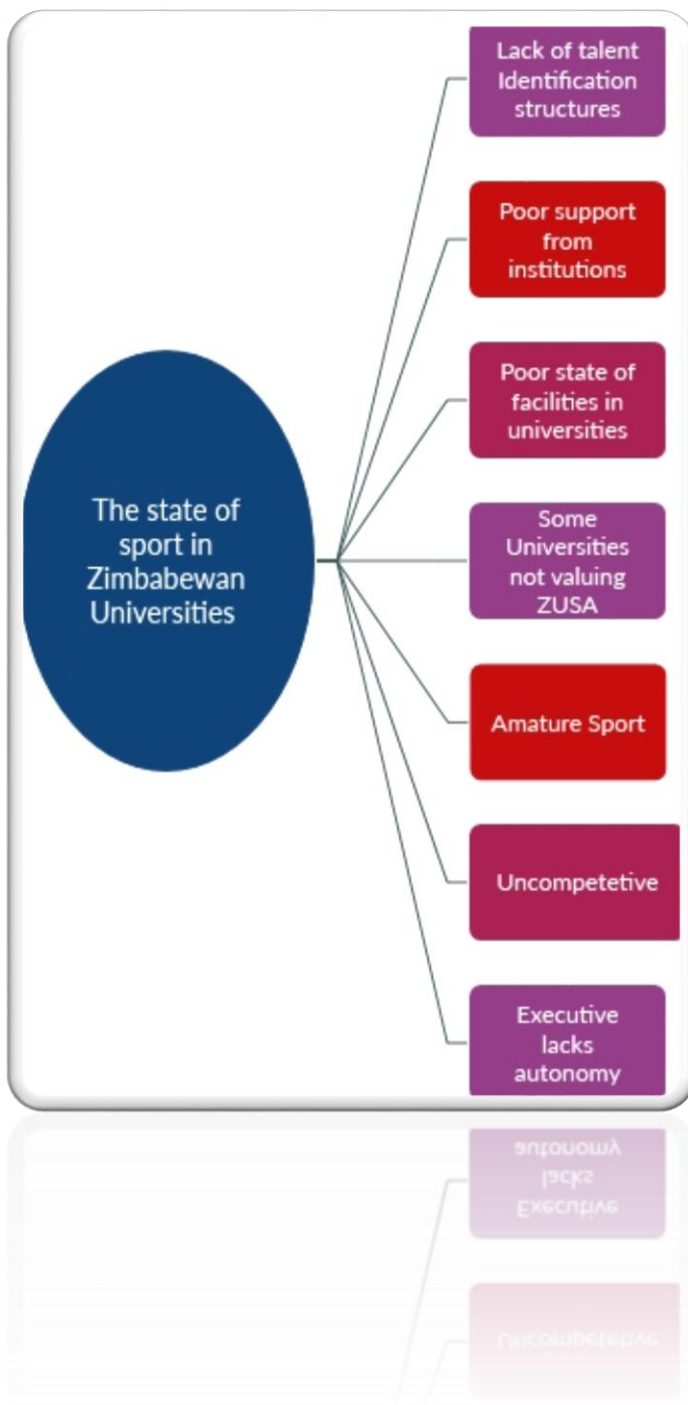 Lack of talent
Identification
structures
Poor support
from
institutions
Poor state of
facilities in
universities
Some
Universities
not valuing
ZUSA
The state of
sport in
Zimbabewan
Universities
Amature Sport
Uncompetetive
Executive
lacks
autonomy